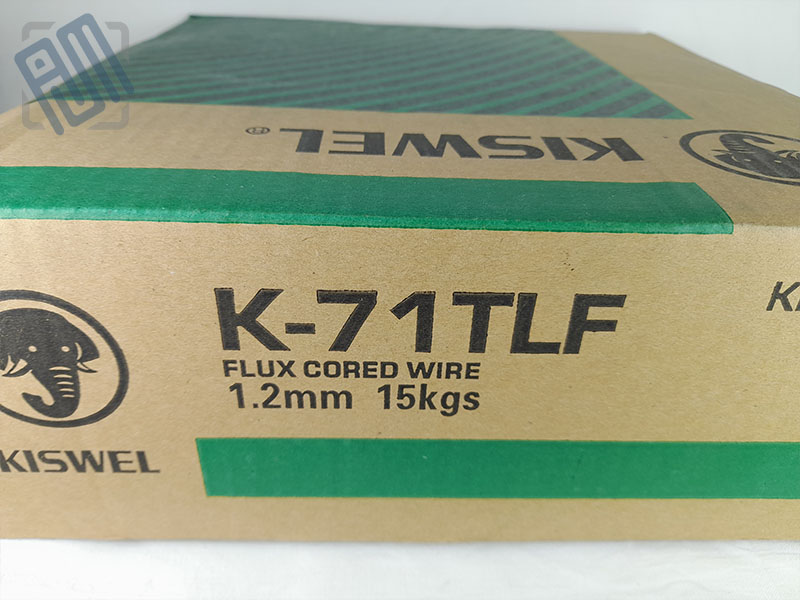 KISWEL ®
K-71TLF
FLUX CORED WIRE
1.2mm 15kgs
KISWEL